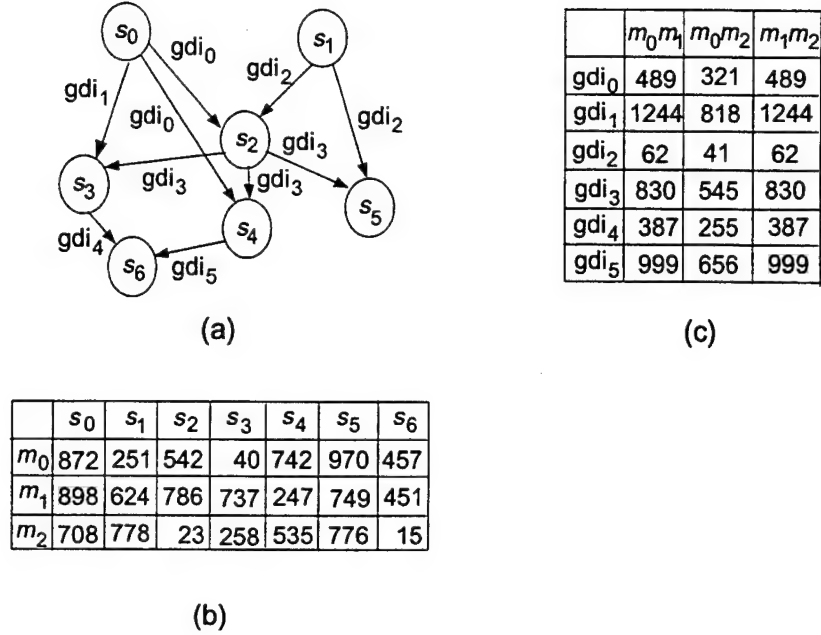 s0
s1
gdi0
gdi2
gdi1
gdi0
gdi2
s2
gdi3
s3
gdi3
gdi3
s5
s4
gdi4
s6
gdi5
(a)
m0m1 m0m2 m1m2
gdi0 489 321 489
gdi1 1244 818 1244
gdi2 62 41 62
gdi3 830 545 830
gdi4 387 255 387
gdi5 999 656 999
(c)
s0 s1 s2 s3 s4 s5 s6
m0 872 251 542 40 742 970 457
m1 898 624 786 737 247 749 451
m2 708 778 23 258 535 776 15
(b)